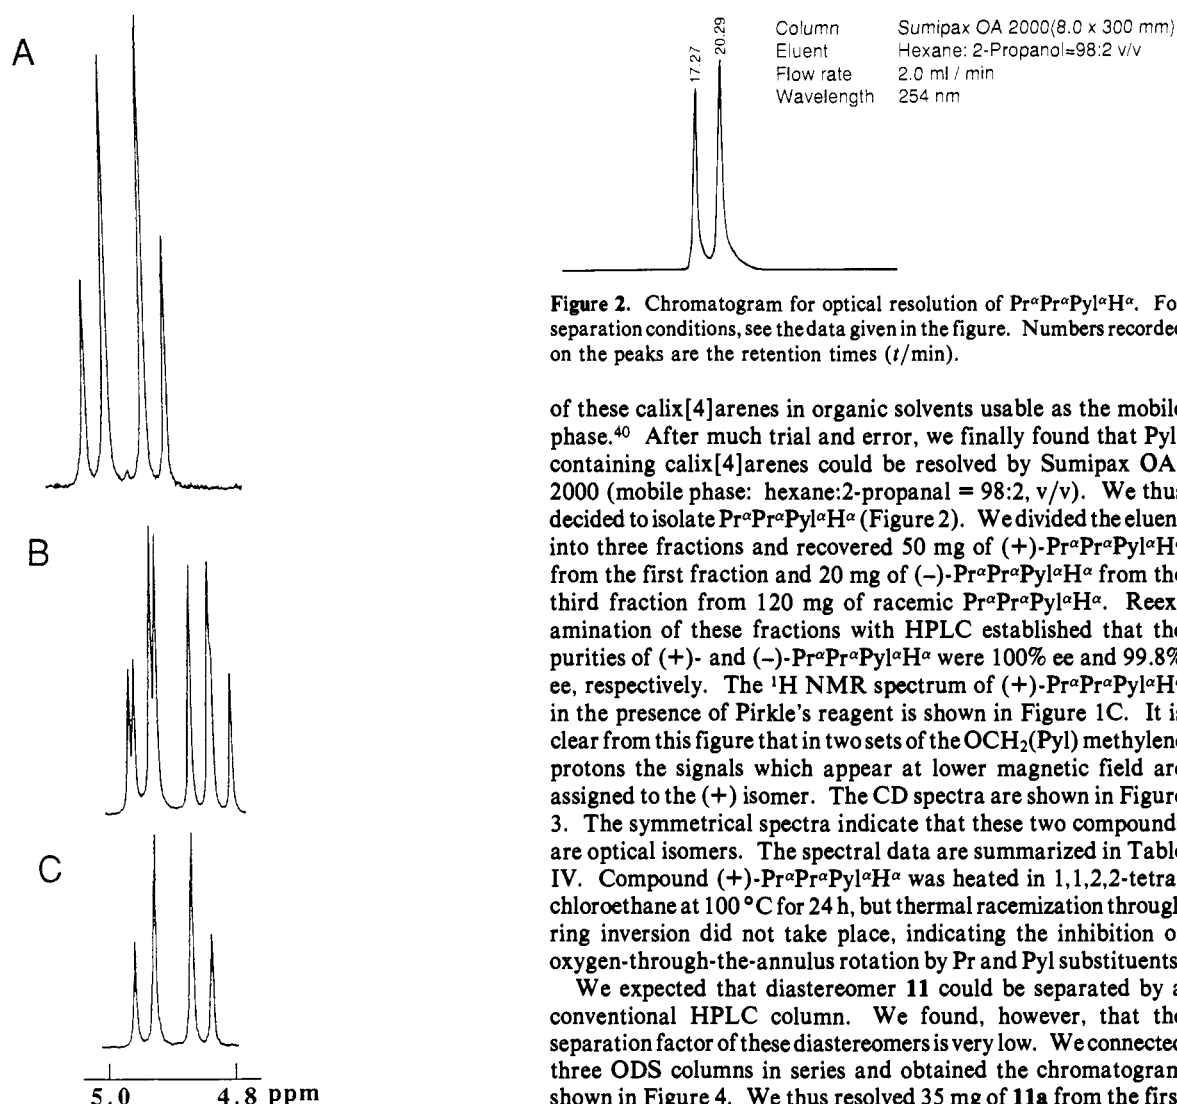 A
B
C
5.0 4.8 ppm
17.27
20.29
Column Sumipax OA 2000(8.0 x 300 mm)
Eluent Hexane: 2-Propanol=98:2 v/v
Flow rate 2.0 ml / min
Wavelength 254 nm
Figure 2. Chromatogram for optical resolution of PrᵅPrᵅPylᵅHᵅ. Fo
separation conditions, see the data given in the figure. Numbers recorded
on the peaks are the retention times (t/min).
of these calix[4]arenes in organic solvents usable as the mobile
phase.⁴⁰ After much trial and error, we finally found that Pyl
containing calix[4]arenes could be resolved by Sumipax OA
2000 (mobile phase: hexane:2-propanal = 98:2, v/v). We thus
decided to isolate PrᵅPrᵅPylᵅHᵅ (Figure 2). We divided the eluen
into three fractions and recovered 50 mg of (+)-PrᵅPrᵅPylᵅHᵅ
from the first fraction and 20 mg of (–)-PrᵅPrᵅPylᵅHᵅ from the
third fraction from 120 mg of racemic PrᵅPrᵅPylᵅHᵅ. Reex
amination of these fractions with HPLC established that the
purities of (+)- and (–)-PrᵅPrᵅPylᵅHᵅ were 100% ee and 99.8%
ee, respectively. The ¹H NMR spectrum of (+)-PrᵅPrᵅPylᵅHᵅ
in the presence of Pirkle's reagent is shown in Figure 1C. It is
clear from this figure that in two sets of the OCH₂(Pyl) methylene
protons the signals which appear at lower magnetic field are
assigned to the (+) isomer. The CD spectra are shown in Figure
3. The symmetrical spectra indicate that these two compound
are optical isomers. The spectral data are summarized in Table
IV. Compound (+)-PrᵅPrᵅPylᵅHᵅ was heated in 1,1,2,2-tetra
chloroethane at 100 °C for 24 h, but thermal racemization through
ring inversion did not take place, indicating the inhibition o
oxygen-through-the-annulus rotation by Pr and Pyl substituents
We expected that diastereomer 11 could be separated by a
conventional HPLC column. We found, however, that the
separation factor of these diastereomers is very low. We connected
three ODS columns in series and obtained the chromatogram
shown in Figure 4. We thus resolved 35 mg of 11a from the first